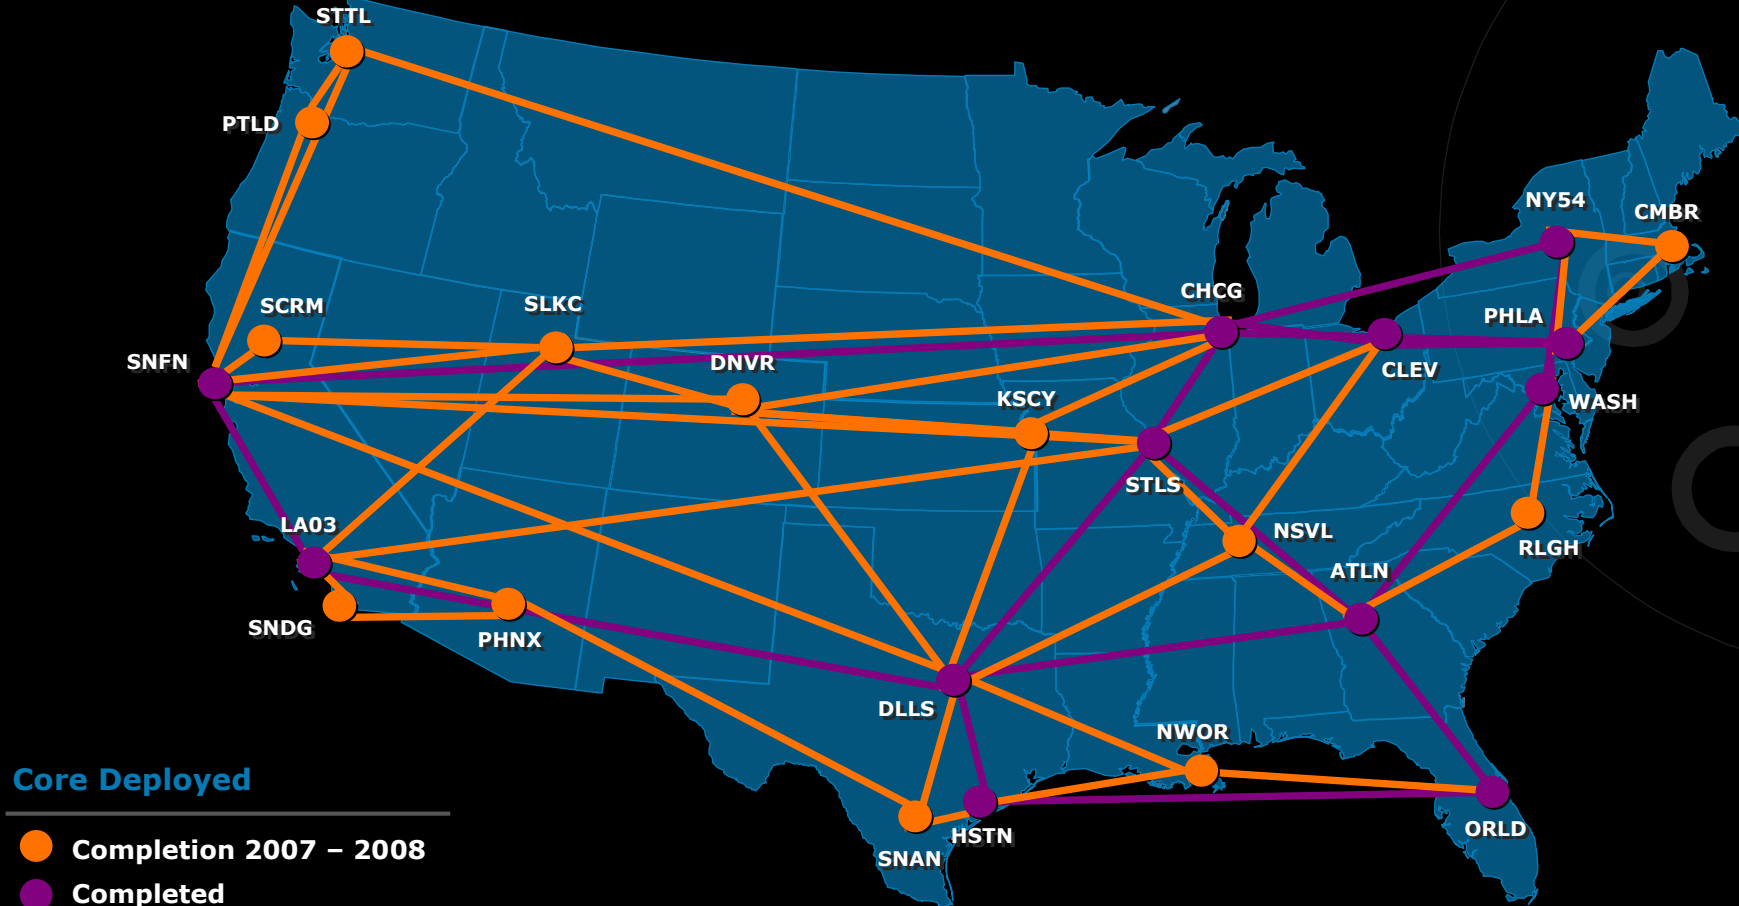 STTL
PTLD
NY54
CMBR
CHCG
SCRM
SLKC
PHLA
SNFN
DNVR
CLEV
KSCY
WASH
STLS
LA03
NSVL
RLGH
ATLN
SNDG
PHNX
DLLS
NWOR
Core Deployed
HSTN
ORLD
SNAN
Completion 2007 – 2008
Completed